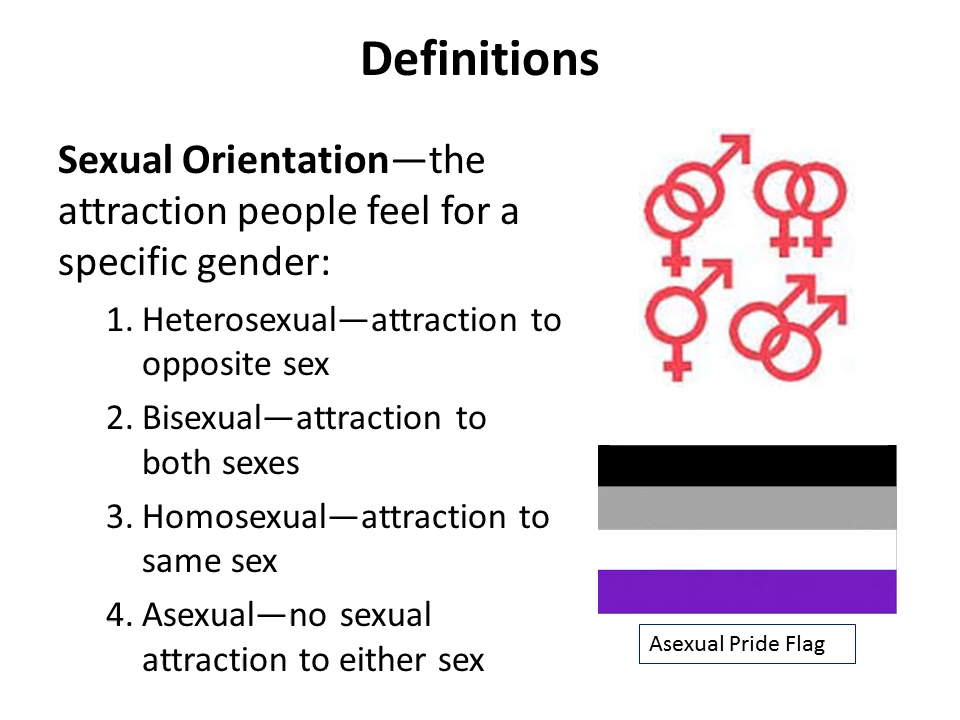 Definitions
Sexual Orientation—the
attraction people feel for a
specific gender:
1. Heterosexual—attraction to
opposite sex
2. Bisexual—attraction to
both sexes
3. Homosexual—attraction to
same sex
4. Asexual—no sexual
attraction to either sex
Asexual Pride Flag